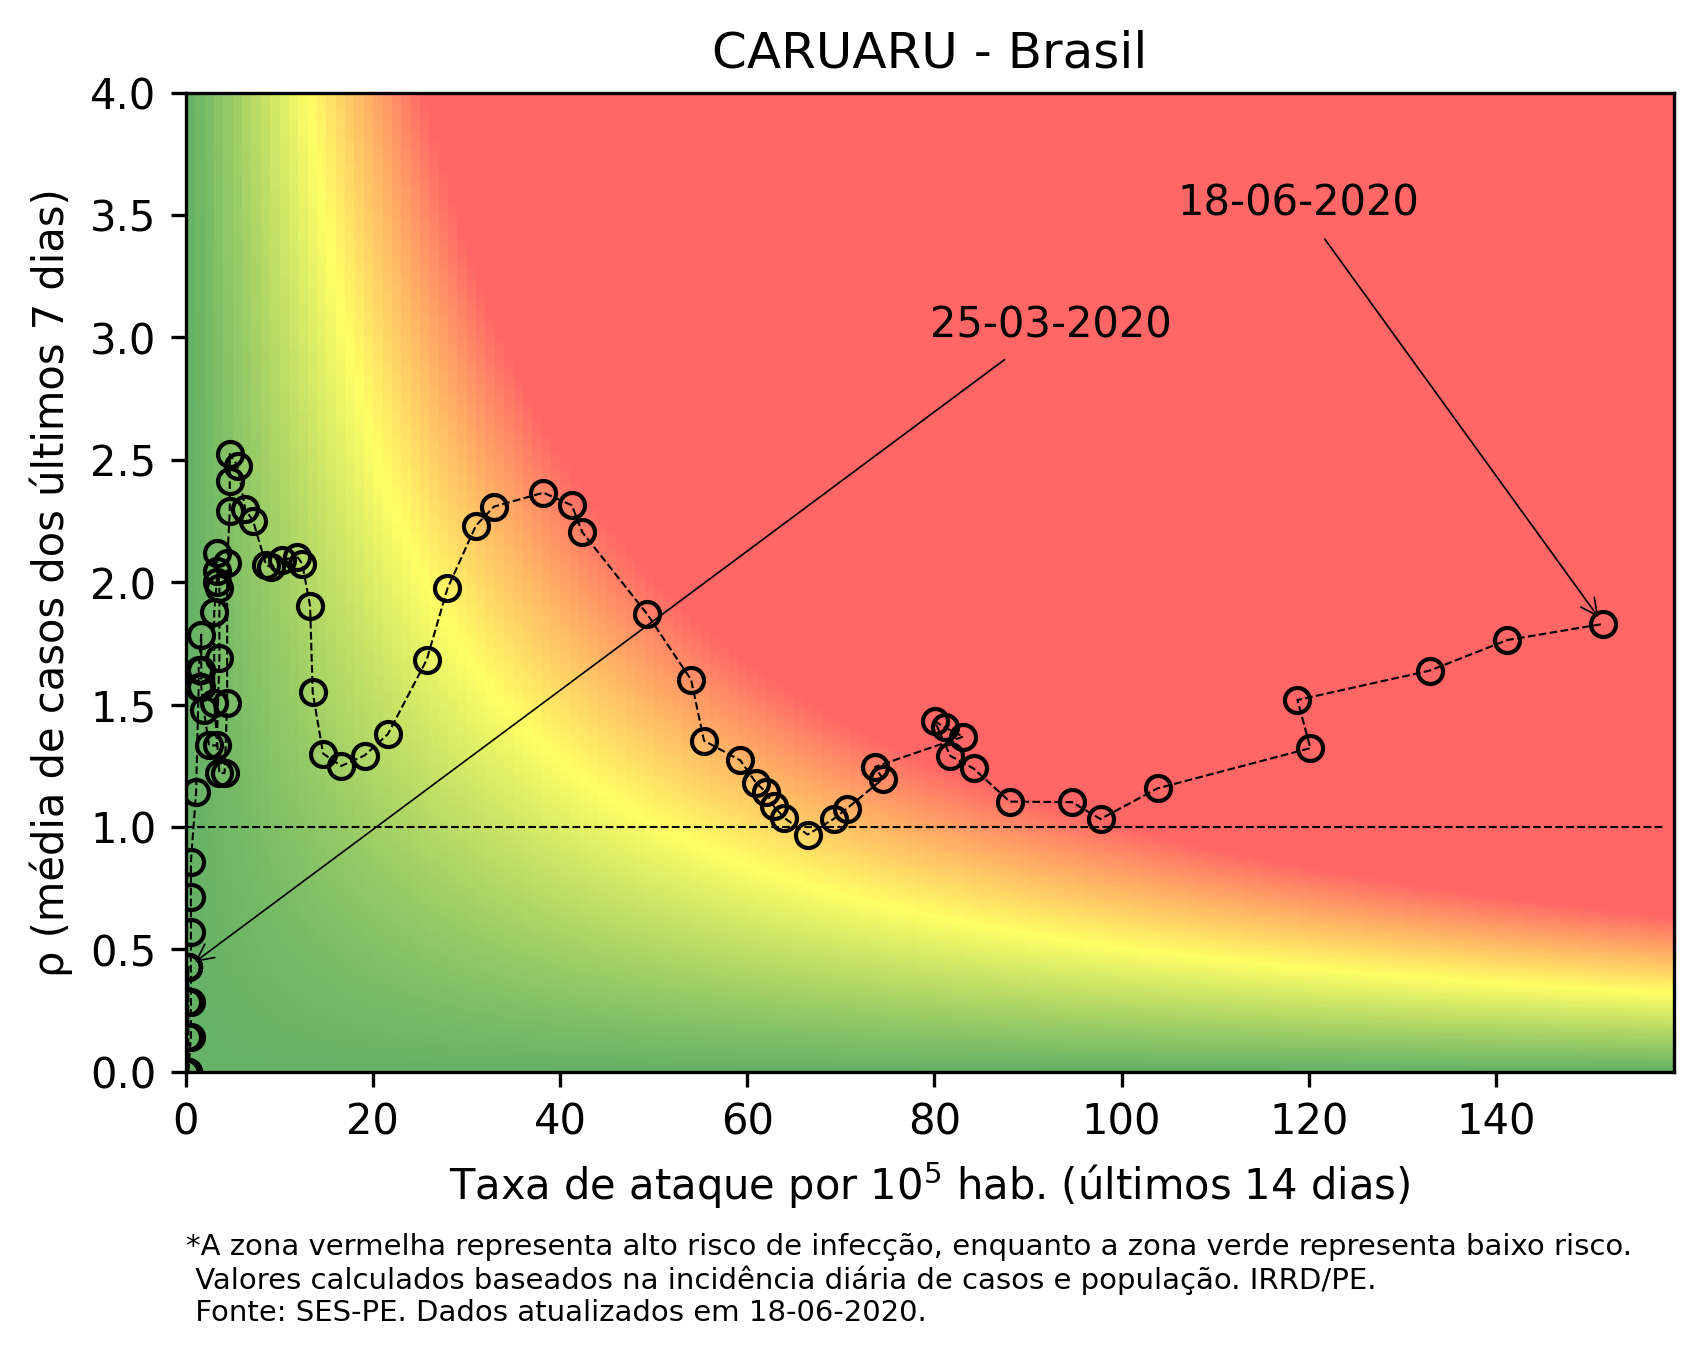 CARUARU - Brasil
4.0
3.5
3.0
2.5
2.0
1.5
1.0
0.5
0.0
ρ (média de casos dos últimos 7 dias)
18-06-2020
25-03-2020
0 20 40 60 80 100 120 140
Taxa de ataque por 10⁵ hab. (últimos 14 dias)
*A zona vermelha representa alto risco de infecção, enquanto a zona verde representa baixo risco.
Valores calculados baseados na incidência diária de casos e população. IRRD/PE.
Fonte: SES-PE. Dados atualizados em 18-06-2020.